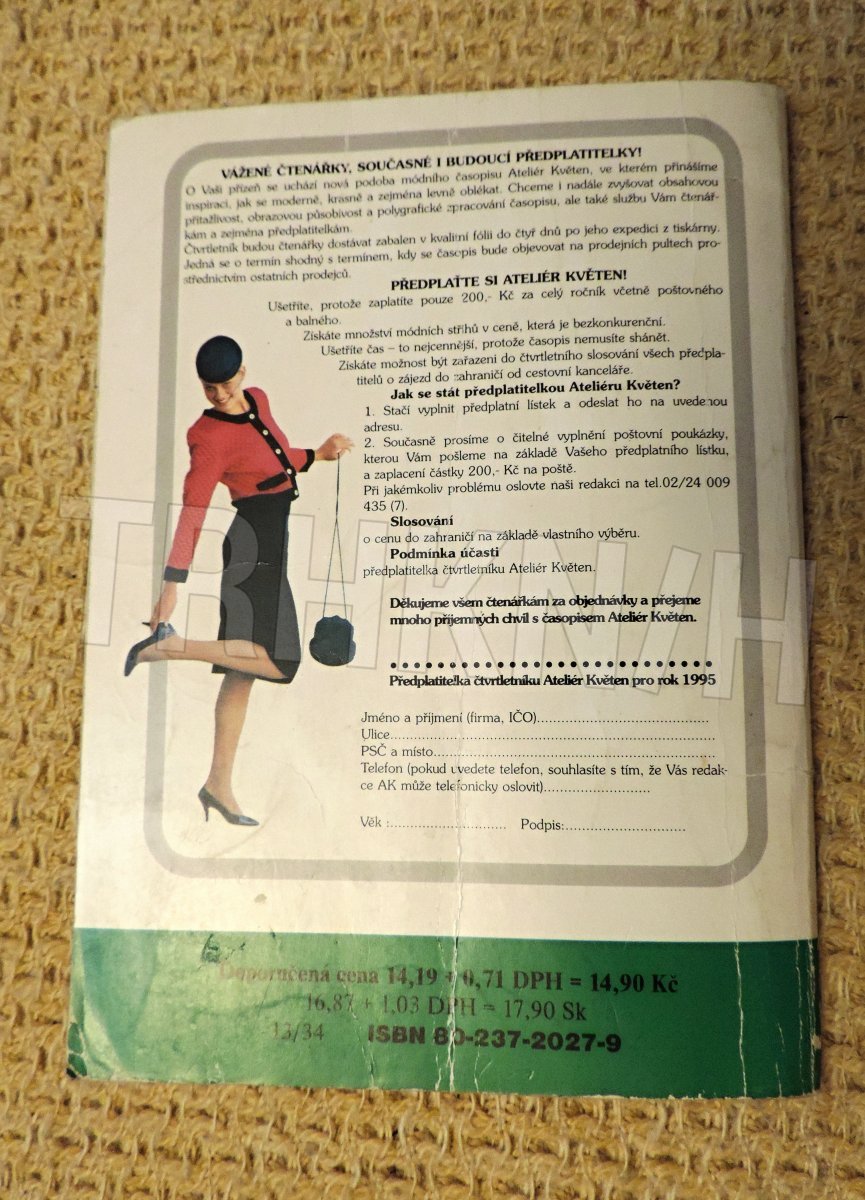 VÁŽENÉ ČTENÁŘKY, SOUČASNÉ I BUDOUCÍ PŘEDPLATITELKY!
O Vaši přízeň se uchází nová podoba módního časopisu Ateliér Květen, ve kterém přinášíme
inspiraci, jak se moderně, krásně a zejména levně oblékat. Chceme i nadále zvyšovat obsahovou
přitažlivost, obrazovou působivost a polygrafické zpracování časopisu, ale také službu Vám čtenář-
kám a zejména předplatitelkám.
Čtvrtletník budou čtenářky dostávat zabalen v kvalitní fólii do čtyř dnů po jeho expedici z tiskárny.
Jedná se o termín shodný s termínem, kdy se časopis bude objevovat na prodejních pultech pro-
střednictvím ostatních prodejců.
PŘEDPLAŤTE SI ATELIÉR KVĚTEN!
Ušetříte, protože zaplatíte pouze 200,- Kč za celý ročník včetně poštovného
a balného.
Získáte množství módních střihů v ceně, která je bezkonkurenční.
Ušetříte čas – to nejcennější, protože časopis nemusíte shánět.
Získáte možnost být zařazeni do čtvrtletního slosování všech předpla-
titelů o zájezd do zahraničí od cestovní kanceláře.
Jak se stát předplatitelkou Ateliéru Květen?
1. Stačí vyplnit předplatní lístek a odeslat ho na uvedenou
adresu.
2. Současně prosíme o čitelné vyplnění poštovní poukázky,
kterou Vám pošleme na základě Vašeho předplatního lístku,
a zaplacení částky 200,- Kč na poště.
Při jakémkoliv problému oslovte naši redakci na tel.02/24 009
435 (7).
Slosování
o cenu do zahraničí na základě vlastního výběru.
Podmínka účasti
předplatitelka čtvrtletníku Ateliér Květen.
Děkujeme všem čtenářkám za objednávky a přejeme
mnoho příjemných chvil s časopisem Ateliér Květen.
Předplatitelka čtvrtletníku Ateliér Květen pro rok 1995
Jméno a příjmení (firma, IČO)..........................................
Ulice................................................................................
PSČ a místo.....................................................................
Telefon (pokud uvedete telefon, souhlasíte s tím, že Vás redak-
ce AK může telefonicky oslovit)..........................
Věk :............................. Podpis:..............................
Doporučená cena 14,19 + 0,71 DPH = 14,90 Kč
16,87 + 1,03 DPH = 17,90 Sk
13/34 ISBN 80-237-2027-9
TRHKNIH